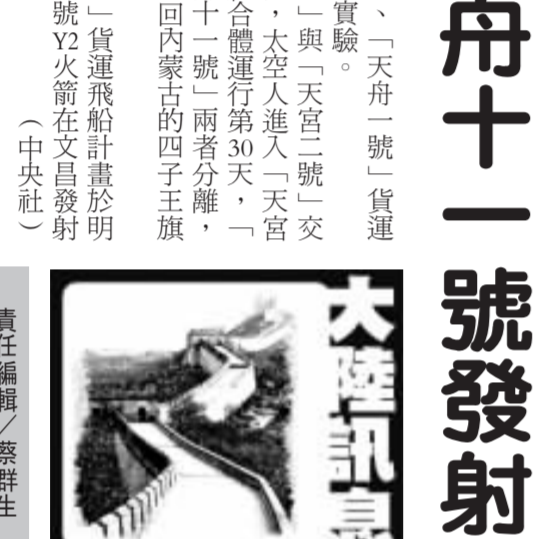 舟十一號發射
、「天舟一號」貨運
實驗。
」與「天宮二號」交
，太空人進入「天宮
合體運行第30天，「
十一號」兩者分離，
回內蒙古的四子王旗
」貨運飛船計畫於明
號Y2火箭在文昌發射
（中央社）
大陸訊息
責任編輯／蔡群生